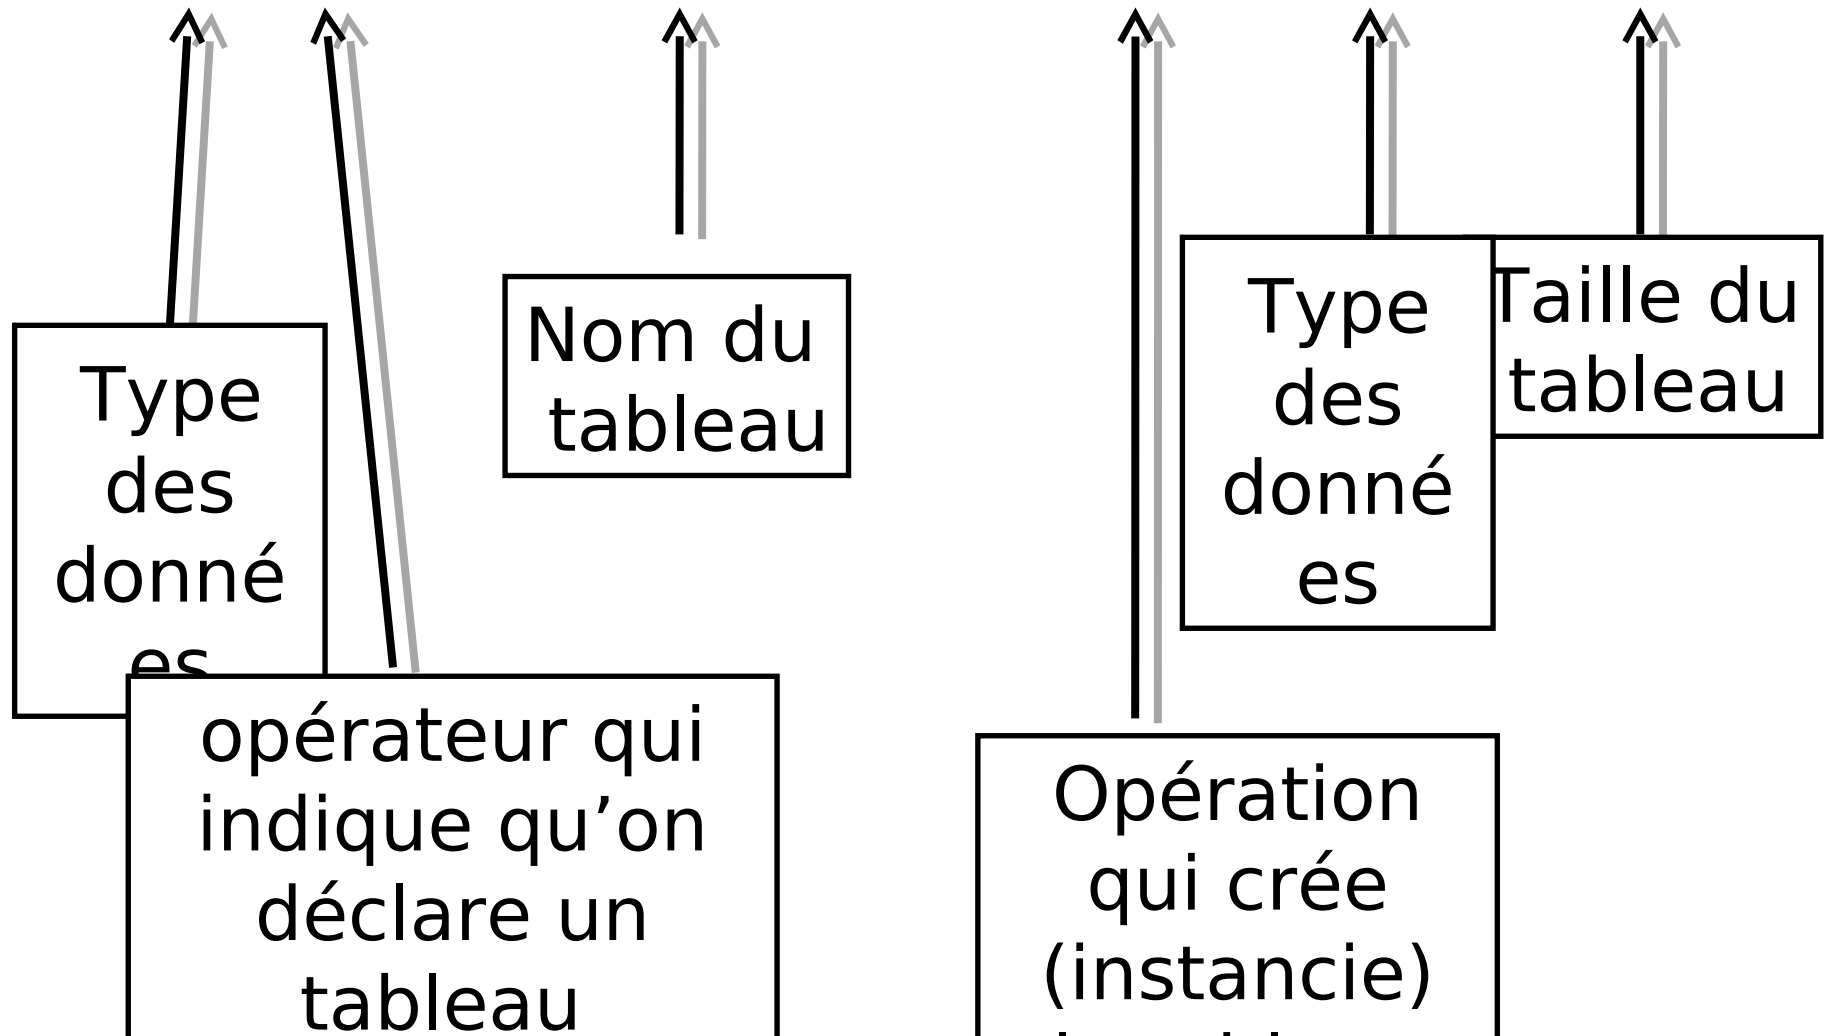 Type
des
donné
es
opérateur qui
indique qu’on
déclare un
tableau
Nom du
tableau
Opération
qui crée
(instancie)
Type
des
donné
es
Taille du
tableau